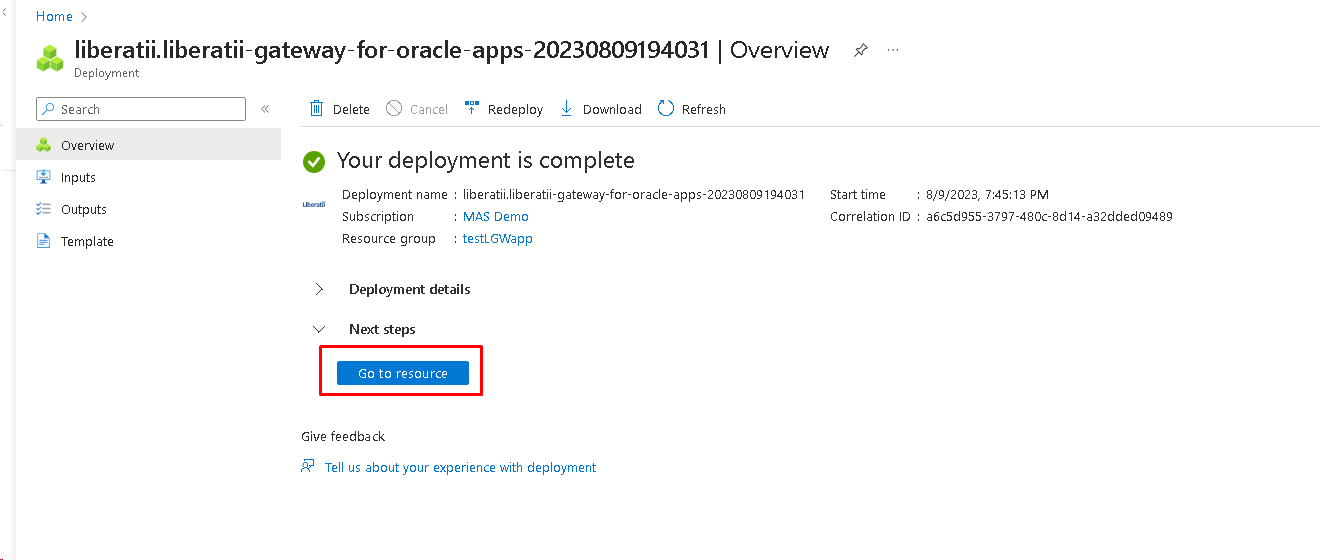 Home
liberatii.liberatii-gateway-for-oracle-apps-20230809194031 | Overview
Deployment
Search
Delete
Cancel
Redeploy
Download
Refresh
Overview
Inputs
Outputs
Template
Your deployment is complete
Liberatii
Deployment name : liberatii.liberatii-gateway-for-oracle-apps-20230809194031
Start time : 8/9/2023, 7:45:13 PM
Subscription : MAS Demo
Correlation ID : a6c5d955-3797-480c-8d14-a32dded09489
Resource group : testLGWapp
Deployment details
Next steps
Go to resource
Give feedback
Tell us about your experience with deployment